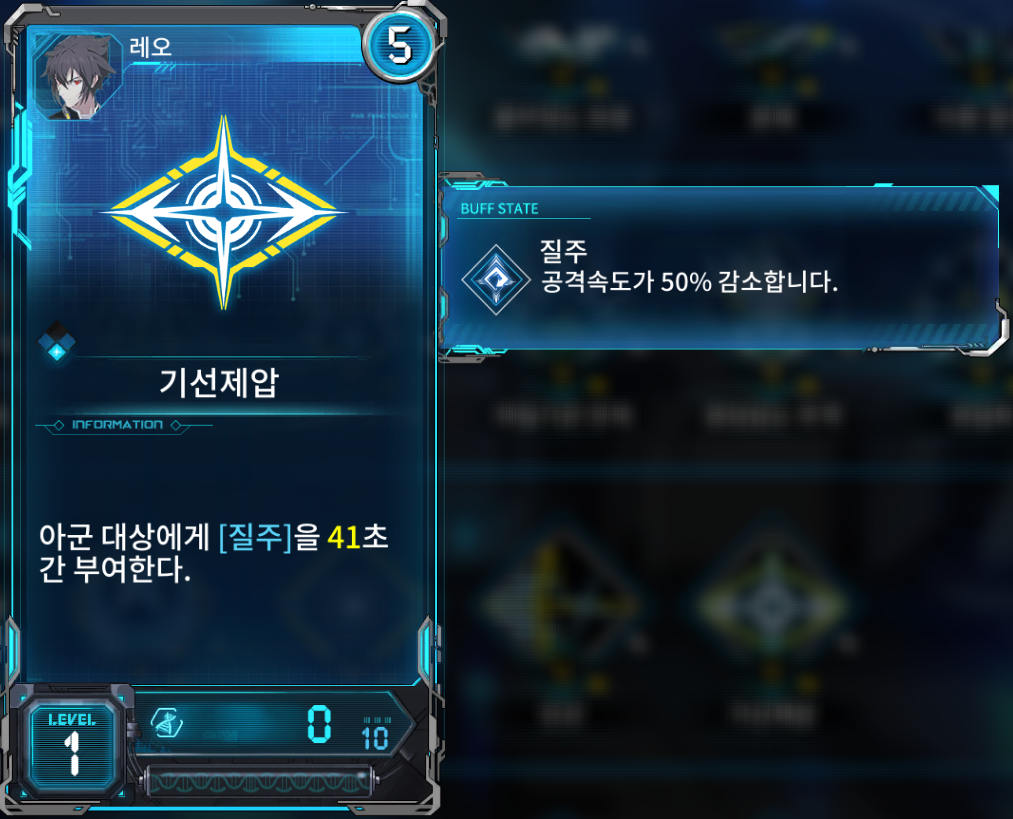 레오
5
BUFF STATE
질주
공격속도가 50% 감소합니다.
기선제압
INFORMATION
아군 대상에게 [질주]을 41초
간 부여한다.
LEVEL
1
0
10